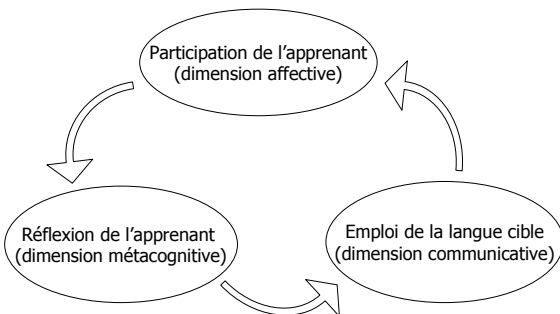 Participation de l’apprenant
(dimension affective)
Réflexion de l’apprenant
(dimension métacognitive)
Emploi de la langue cible
(dimension communicative)